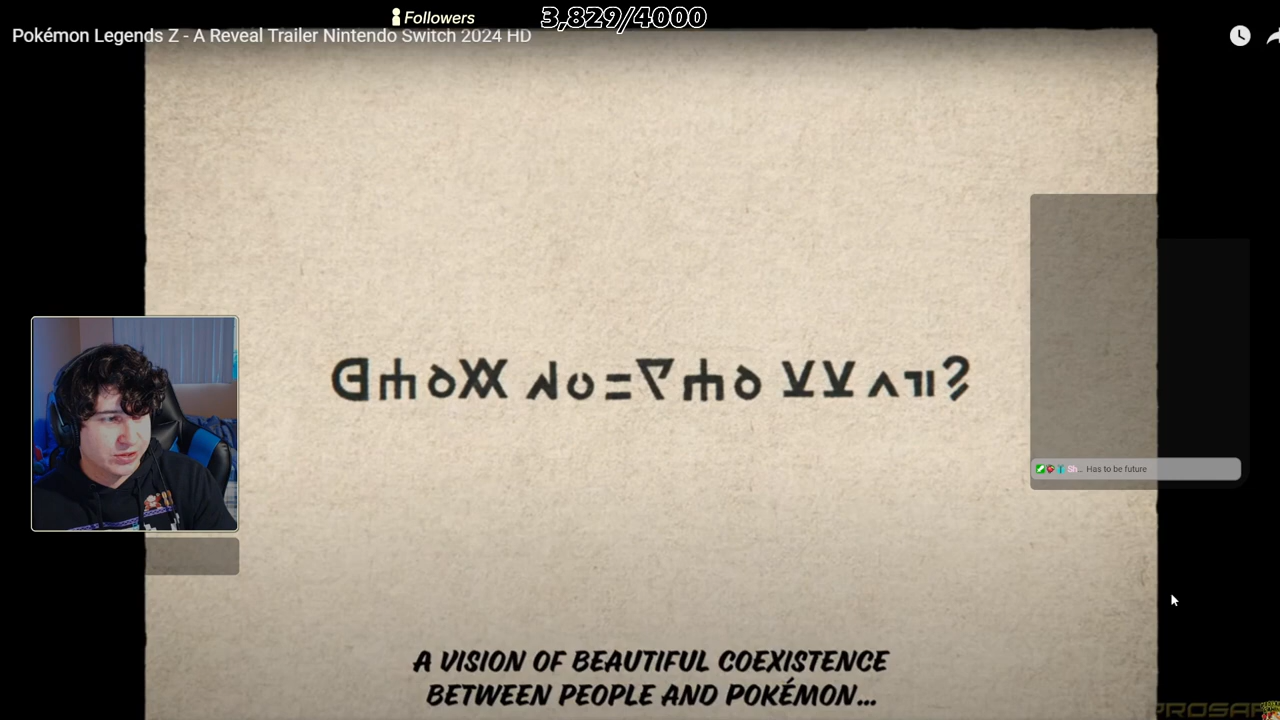 Followers 3,829/4000
Pokémon Legends Z - A Reveal Trailer Nintendo Switch 2024 HD
Has to be future
A VISION OF BEAUTIFUL COEXISTENCE
BETWEEN PEOPLE AND POKÉMON...